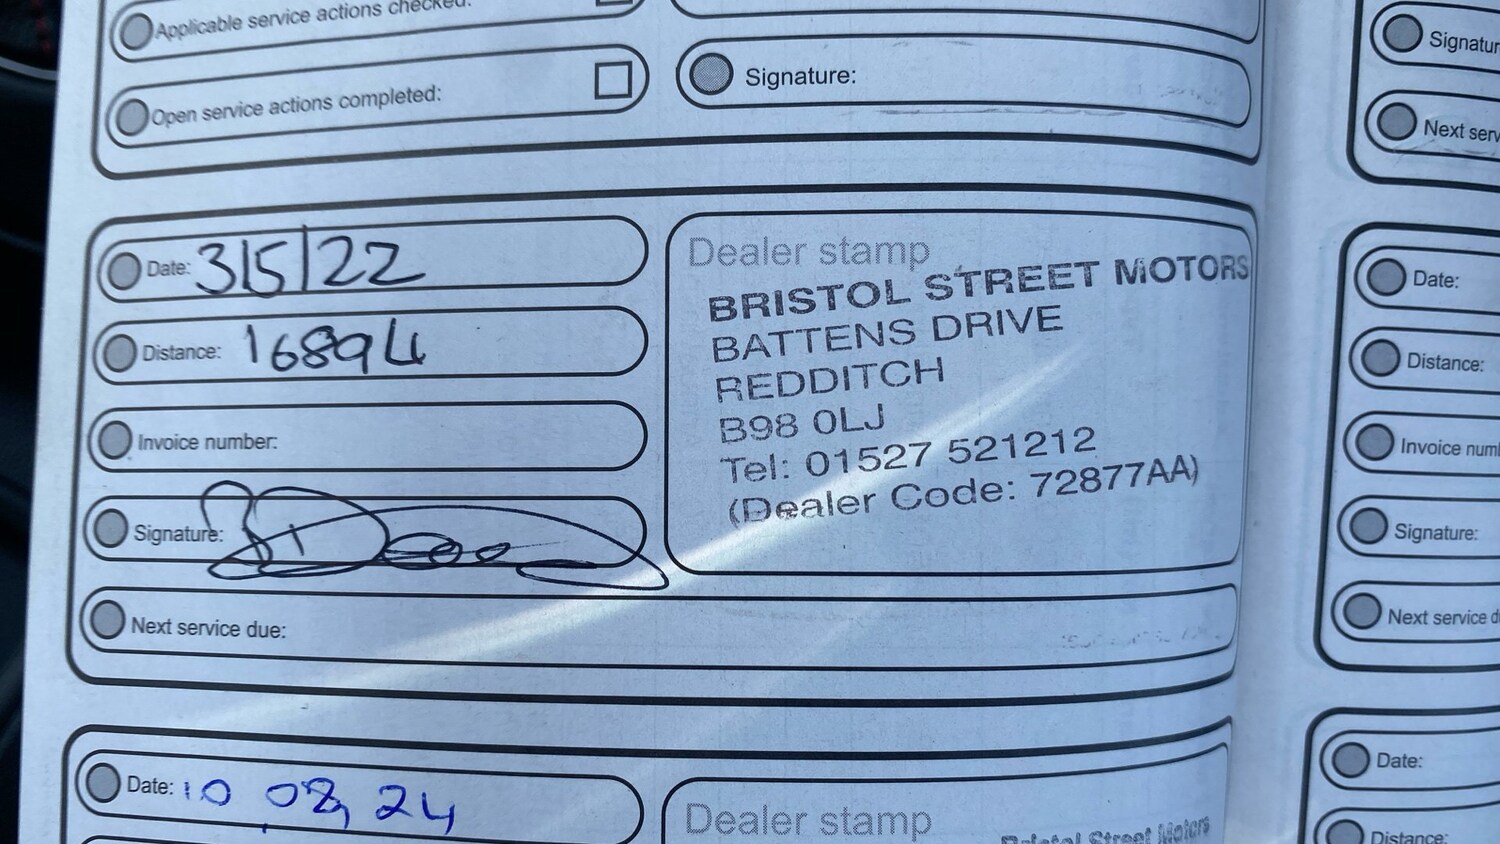 Applicable service actions checked:
Open service actions completed:
Signature:
Date: 3/5/22
Distance: 16894
Invoice number:
Signature:
Next service due:
Dealer stamp
BRISTOL STREET MOTORS
BATTENS DRIVE
REDDITCH
B98 0LJ
Tel: 01527 521212
(Dealer Code: 72877AA)
Date: 10 08, 24
Dealer stamp
Bristol Street Motors
Signatur
Next serv
Date:
Distance:
Invoice num
Signature:
Next service d
Date:
Distance: